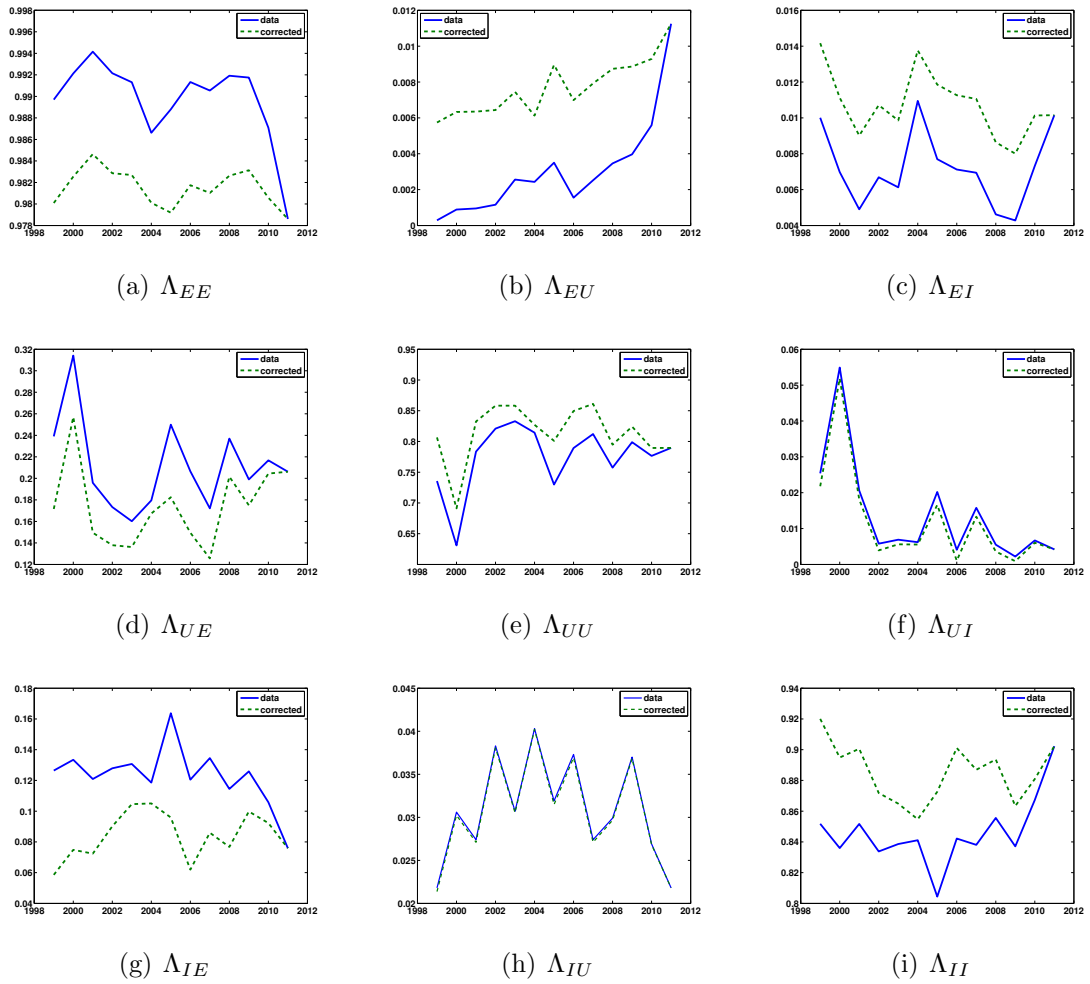 0.998
0.996
0.994
0.992
0.99
0.988
0.986
0.984
0.982
0.98
0.978
1998 2000 2002 2004 2006 2008 2010 2012
data
corrected
(a) Λ_EE
0.012
0.01
0.008
0.006
0.004
0.002
0
1998 2000 2002 2004 2006 2008 2010 2012
data
corrected
(b) Λ_EU
0.016
0.014
0.012
0.01
0.008
0.006
0.004
1998 2000 2002 2004 2006 2008 2010 2012
data
corrected
(c) Λ_EI
0.32
0.3
0.28
0.26
0.24
0.22
0.2
0.18
0.16
0.14
0.12
1998 2000 2002 2004 2006 2008 2010 2012
data
corrected
(d) Λ_UE
0.95
0.9
0.85
0.8
0.75
0.7
0.65
1998 2000 2002 2004 2006 2008 2010 2012
data
corrected
(e) Λ_UU
0.06
0.05
0.04
0.03
0.02
0.01
0
1998 2000 2002 2004 2006 2008 2010 2012
data
corrected
(f) Λ_UI
0.18
0.16
0.14
0.12
0.1
0.08
0.06
0.04
1998 2000 2002 2004 2006 2008 2010 2012
data
corrected
(g) Λ_IE
0.045
0.04
0.035
0.03
0.025
0.02
1998 2000 2002 2004 2006 2008 2010 2012
data
corrected
(h) Λ_IU
0.94
0.92
0.9
0.88
0.86
0.84
0.82
0.8
1998 2000 2002 2004 2006 2008 2010 2012
data
corrected
(i) Λ_II